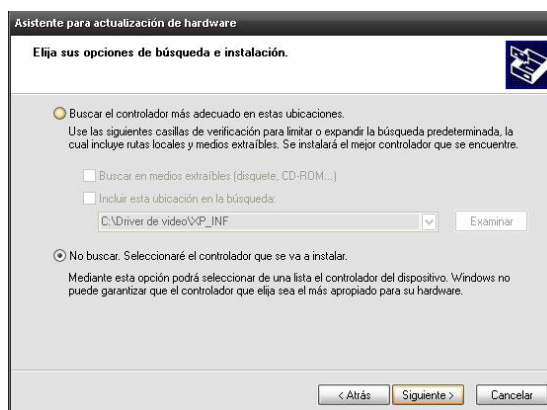 Asistente para actualización de hardware
Elija sus opciones de búsqueda e instalación.
Buscar el controlador más adecuado en estas ubicaciones.
Use las siguientes casillas de verificación para limitar o expandir la búsqueda predeterminada, la
cual incluye rutas locales y medios extraíbles. Se instalará el mejor controlador que se encuentre.
Buscar en medios extraíbles (disquete, CD-ROM...)
Incluir esta ubicación en la búsqueda:
C:\Driver de video\XP_INF
Examinar
No buscar. Seleccionaré el controlador que se va a instalar.
Mediante esta opción podrá seleccionar de una lista el controlador del dispositivo. Windows no
puede garantizar que el controlador que elija sea el más apropiado para su hardware.
< Atrás Siguiente > Cancelar